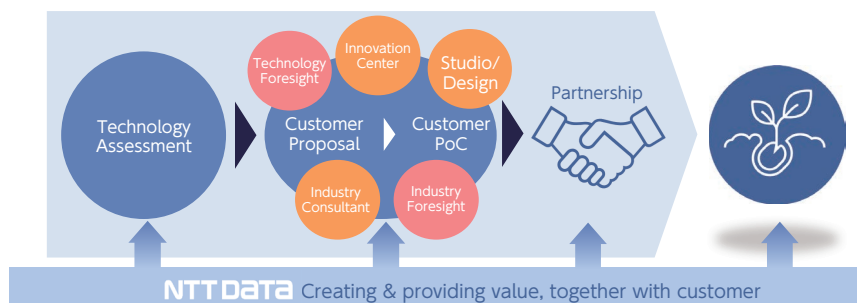 Technology
Assessment
Technology
Foresight
Innovation
Center
Studio/
Design
Customer
Proposal
Customer
PoC
Industry
Consultant
Industry
Foresight
Partnership
NTT DATA Creating & providing value, together with customer